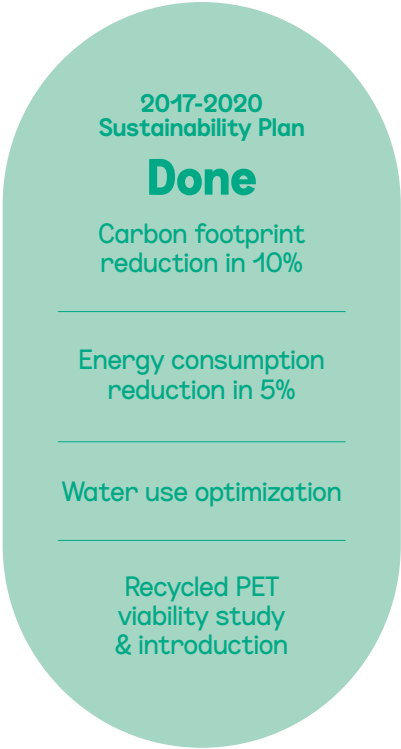 2017-2020
Sustainability Plan
Done
Carbon footprint
reduction in 10%
Energy consumption
reduction in 5%
Water use optimization
Recycled PET
viability study
& introduction